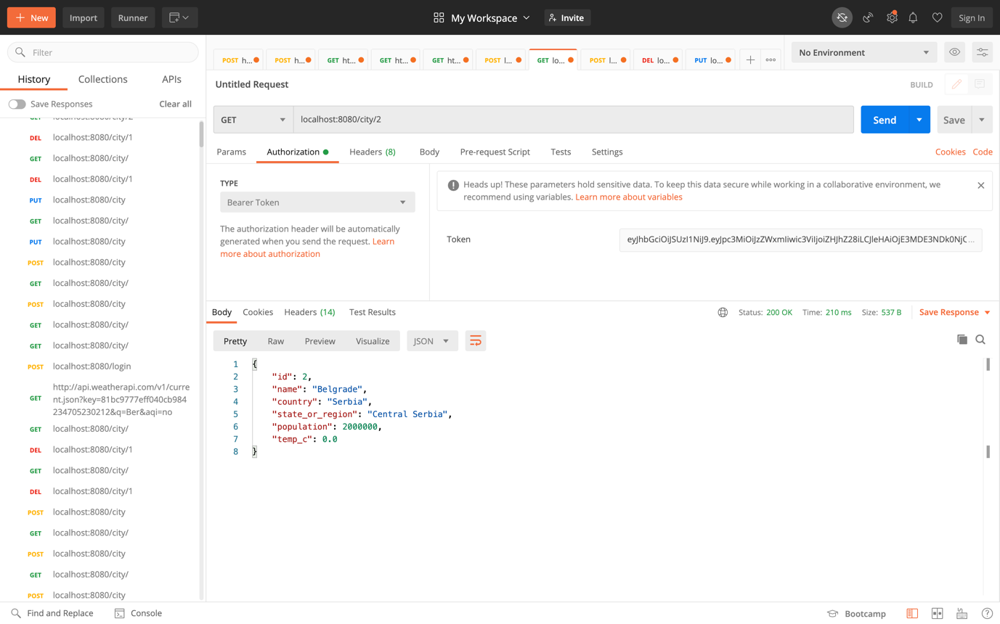 New
Import
Runner
My Workspace
Invite
Sign In
Filter
History
Collections
APIs
Save Responses
Clear all
GET localhost:8080/city/2
DEL localhost:8080/city/1
GET localhost:8080/city/
DEL localhost:8080/city/1
PUT localhost:8080/city
GET localhost:8080/city/
PUT localhost:8080/city
POST localhost:8080/city
GET localhost:8080/city/
POST localhost:8080/city
GET localhost:8080/city/
GET localhost:8080/city/
POST localhost:8080/login
GET http://api.weatherapi.com/v1/curre
nt.json?key=81bc9777eff040cb984
234705230212&q=Ber&aqi=no
GET localhost:8080/city/
DEL localhost:8080/city/1
GET localhost:8080/city/
DEL localhost:8080/city/1
POST localhost:8080/city
GET localhost:8080/city/
POST localhost:8080/city
GET localhost:8080/city/
POST localhost:8080/city
POST h...
POST h...
GET ht...
GET ht...
GET ht...
POST l...
GET lo...
POST l...
DEL lo...
PUT lo...
No Environment
Untitled Request
BUILD
GET
localhost:8080/city/2
Send
Save
Params
Authorization
Headers (8)
Body
Pre-request Script
Tests
Settings
Cookies
Code
TYPE
Bearer Token
The authorization header will be automatically
generated when you send the request. Learn
more about authorization
Heads up! These parameters hold sensitive data. To keep this data secure while working in a collaborative environment, we
recommend using variables. Learn more about variables
Token
Body
Cookies
Headers (14)
Test Results
Status: 200 OK
Time: 210 ms
Size: 537 B
Save Response
Pretty
Raw
Preview
Visualize
JSON
1 {
2 "id": 2,
3 "name": "Belgrade",
4 "country": "Serbia",
5 "state_or_region": "Central Serbia",
6 "population": 2000000,
7 "temp_c": 0.0
8 }
Find and Replace
Console
Bootcamp